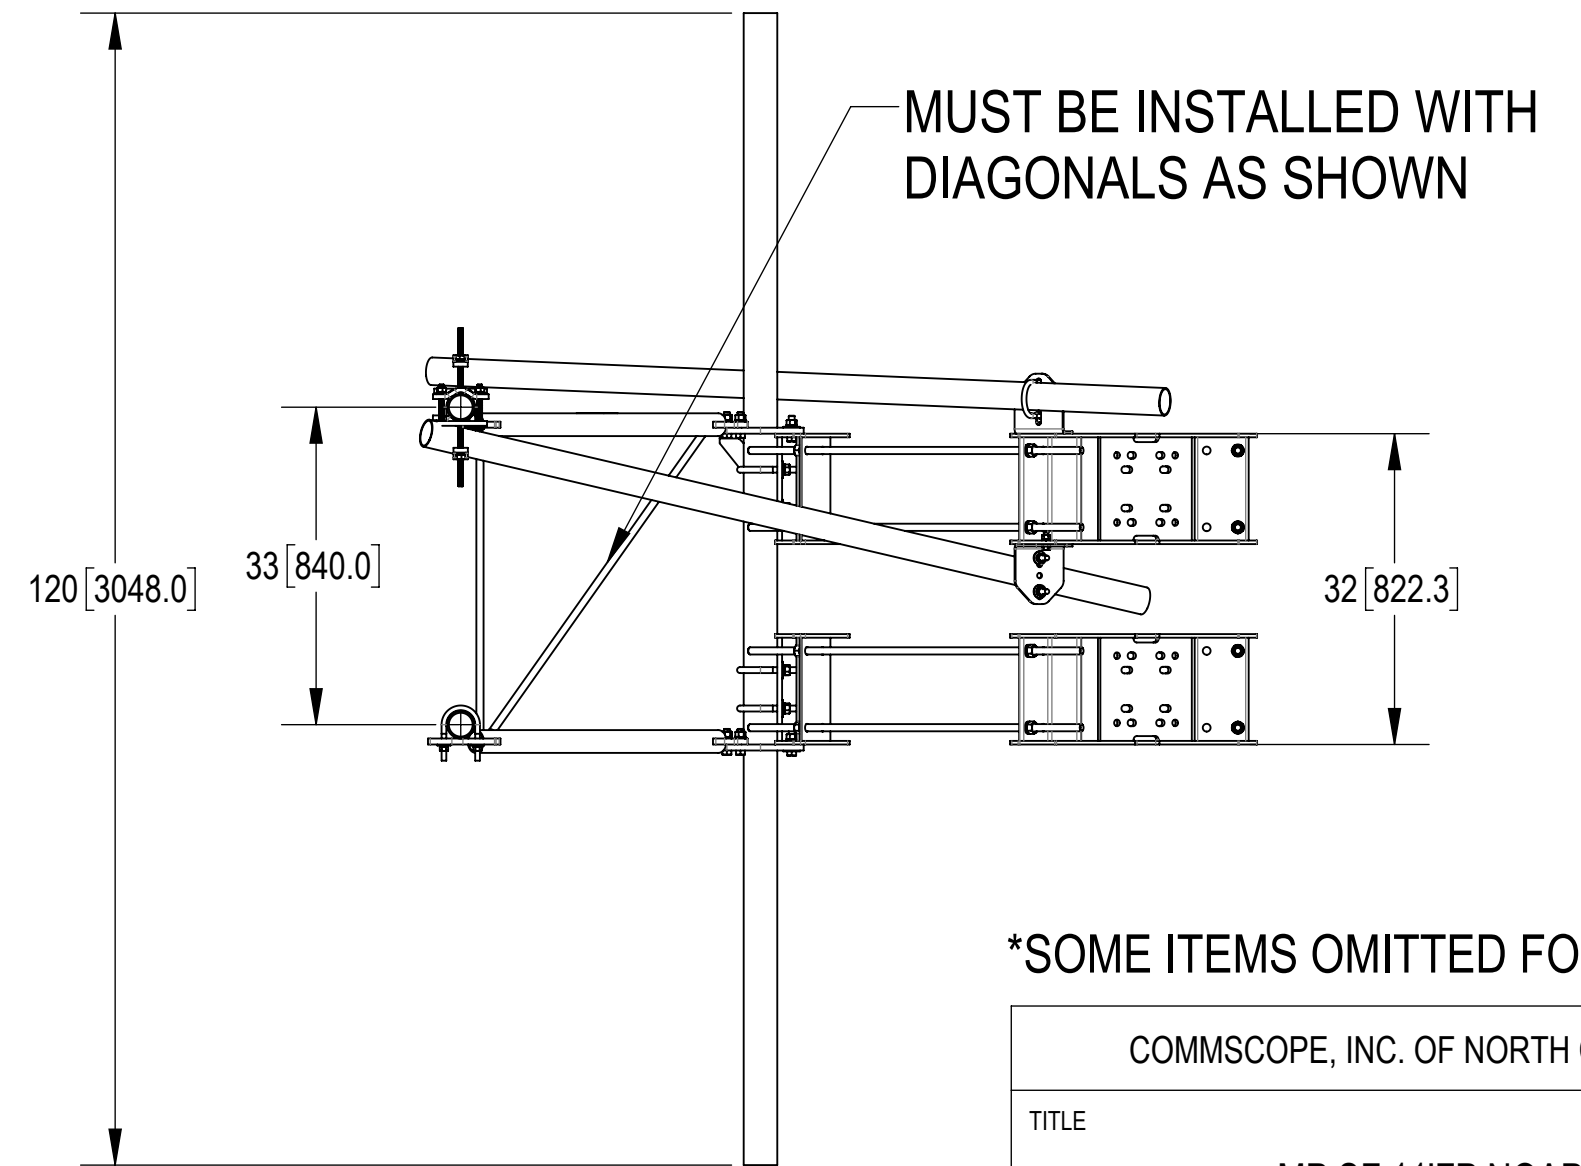 MUST BE INSTALLED WITH
DIAGONALS AS SHOWN
120[3048.0]
33[840.0]
32[822.3]
*SOME ITEMS OMITTED
COMMSCOPE, INC. OF NORTH
TITLE